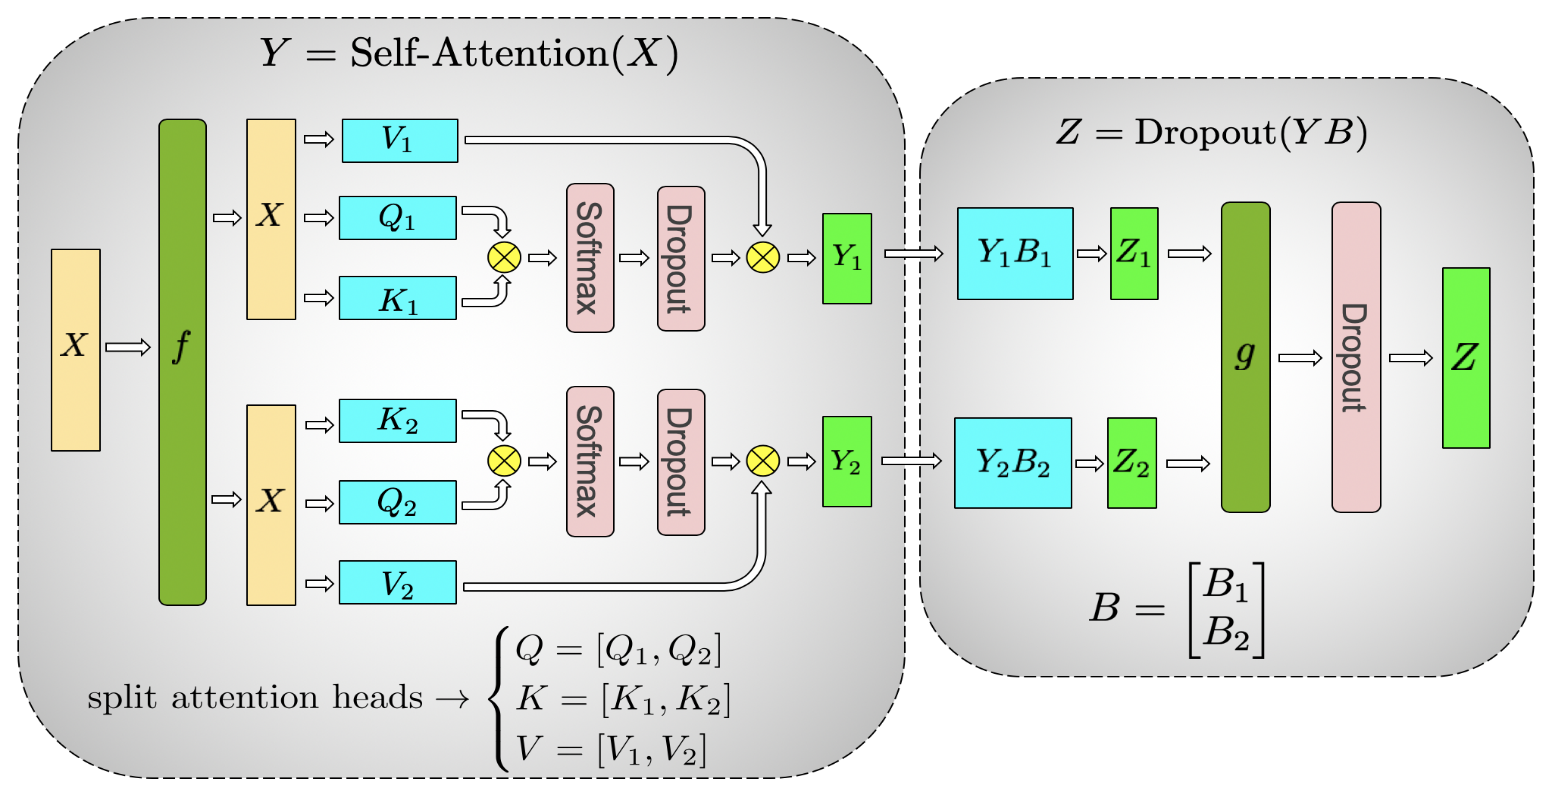 Y = Self-Attention(X)
X
f
X
V₁
Q₁
K₁
Softmax
Dropout
Y₁
X
K₂
Q₂
V₂
Softmax
Dropout
Y₂
split attention heads → { Q = [Q₁, Q₂]
K = [K₁, K₂]
V = [V₁, V₂]
Z = Dropout(YB)
Y₁B₁
Z₁
Y₂B₂
Z₂
g
Dropout
Z
B = [B₁
B₂]